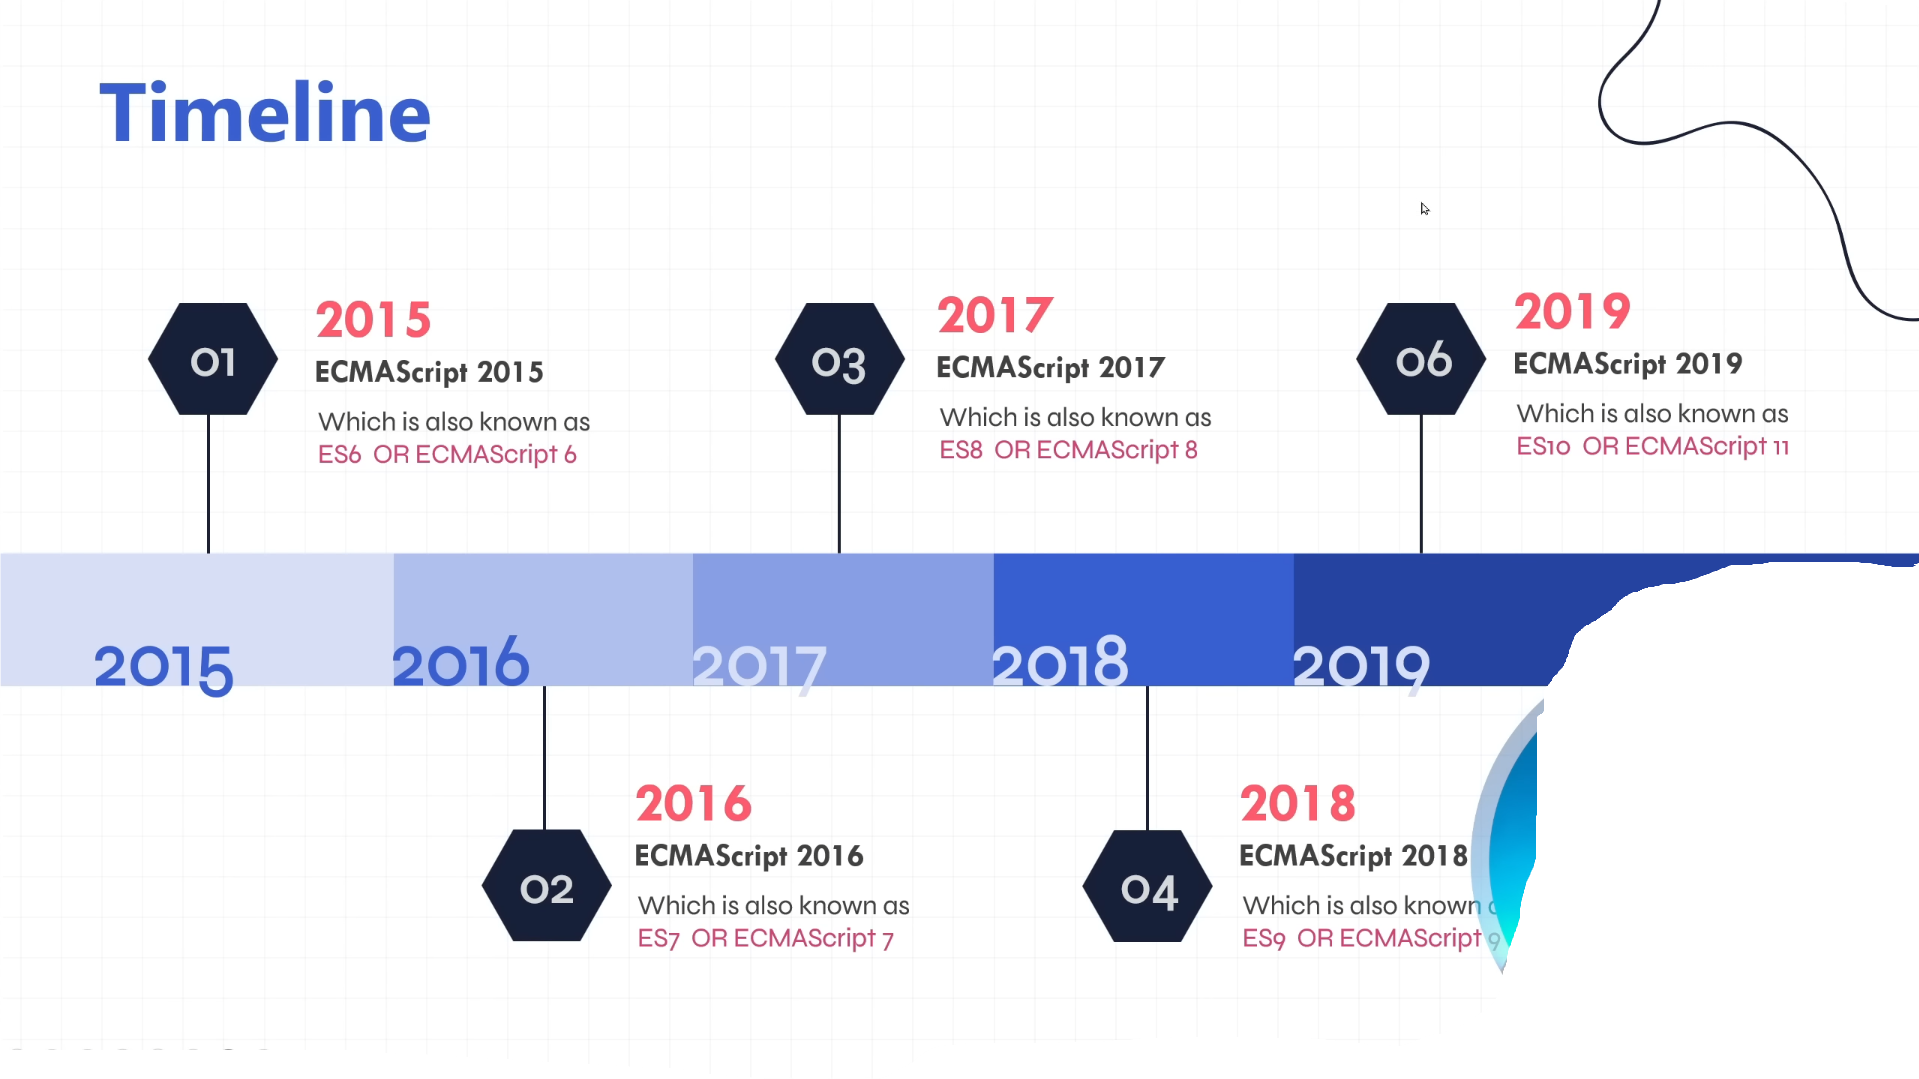 Timeline
01
2015
ECMAScript 2015
Which is also known as
ES6 OR ECMAScript 6
03
2017
ECMAScript 2017
Which is also known as
ES8 OR ECMAScript 8
06
2019
ECMAScript 2019
Which is also known as
ES10 OR ECMAScript 11
2015
2016
2017
2018
2019
02
2016
ECMAScript 2016
Which is also known as
ES7 OR ECMAScript 7
04
2018
ECMAScript 2018
Which is also known
ES9 OR ECMAScript 9